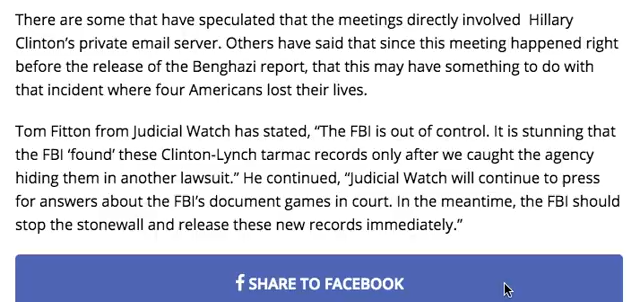 There are some that have speculated that the meetings directly involved  Hillary
Clinton’s private email server. Others have said that since this meeting happened right
before the release of the Benghazi report, that this may have something to do with
that incident where four Americans lost their lives.
Tom Fitton from Judicial Watch has stated, “The FBI is out of control. It is stunning that
the FBI ‘found’ these Clinton-Lynch tarmac records only after we caught the agency
hiding them in another lawsuit.” He continued, “Judicial Watch will continue to press
for answers about the FBI’s document games in court. In the meantime, the FBI should
stop the stonewall and release these new records immediately.”
SHARE TO FACEBOOK